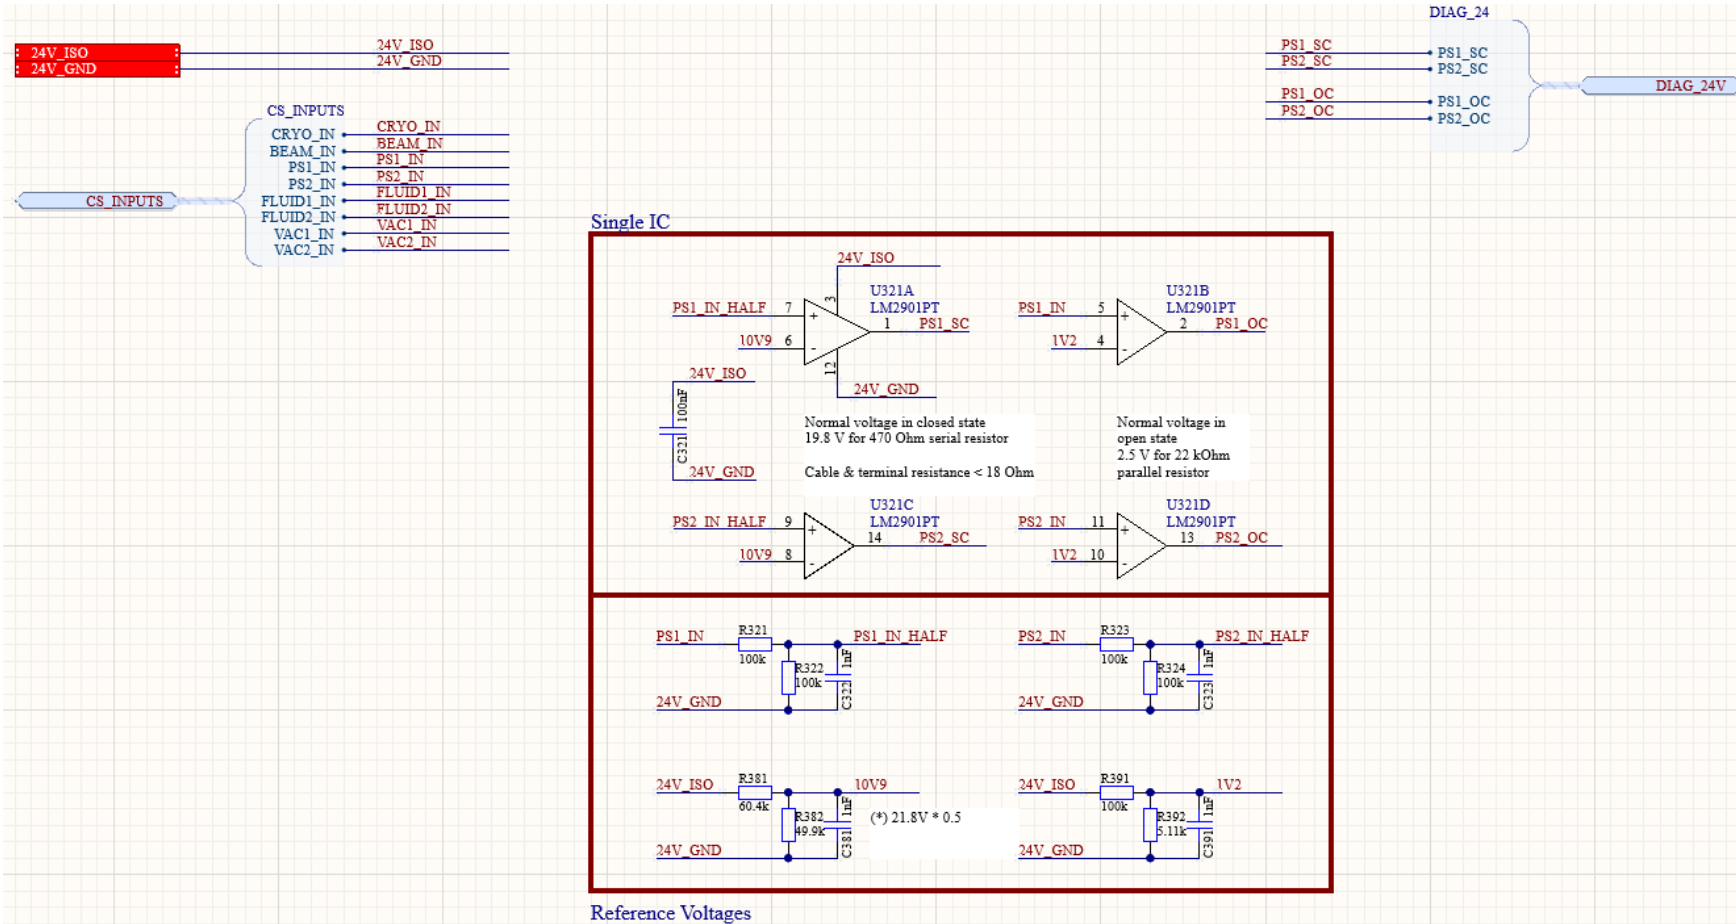 DIAG_24
24V_ISO
24V_GND
24V_ISO
24V_GND
PS1_SC
PS2_SC
PS1_OC
PS2_OC
PS1_SC
PS2_SC
PS1_OC
PS2_OC
DIAG_24V
CS_INPUTS
CRYO_IN
BEAM_IN
PS1_IN
PS2_IN
FLUID1_IN
FLUID2_IN
VAC1_IN
VAC2_IN
CRYO_IN
BEAM_IN
PS1_IN
PS2_IN
FLUID1_IN
FLUID2_IN
VAC1_IN
VAC2_IN
CS_INPUTS
Single IC
24V_ISO
3
U321A
LM2901PT
PS1_IN_HALF 7
+
1 PS1_SC
10V9 6
-
12
24V_GND
U321B
LM2901PT
PS1_IN 5
+
2 PS1_OC
1V2 4
-
24V_ISO
100nF
C321
24V_GND
Normal voltage in closed state
19.8 V for 470 Ohm serial resistor
Cable & terminal resistance < 18 Ohm
Normal voltage in
open state
2.5 V for 22 kOhm
parallel resistor
U321C
LM2901PT
PS2_IN_HALF 9
+
14 PS2_SC
10V9 8
-
U321D
LM2901PT
PS2_IN 11
+
13 PS2_OC
1V2 10
-
PS1_IN
R321
100k
PS1_IN_HALF
R322
100k
1nF
C322
24V_GND
PS2_IN
R323
100k
PS2_IN_HALF
R324
100k
1nF
C323
24V_GND
24V_ISO
R381
60.4k
10V9
R382
49.9k
1nF
C381
24V_GND
(*) 21.8V * 0.5
24V_ISO
R391
100k
1V2
R392
5.11k
1nF
C391
24V_GND
Reference Voltages